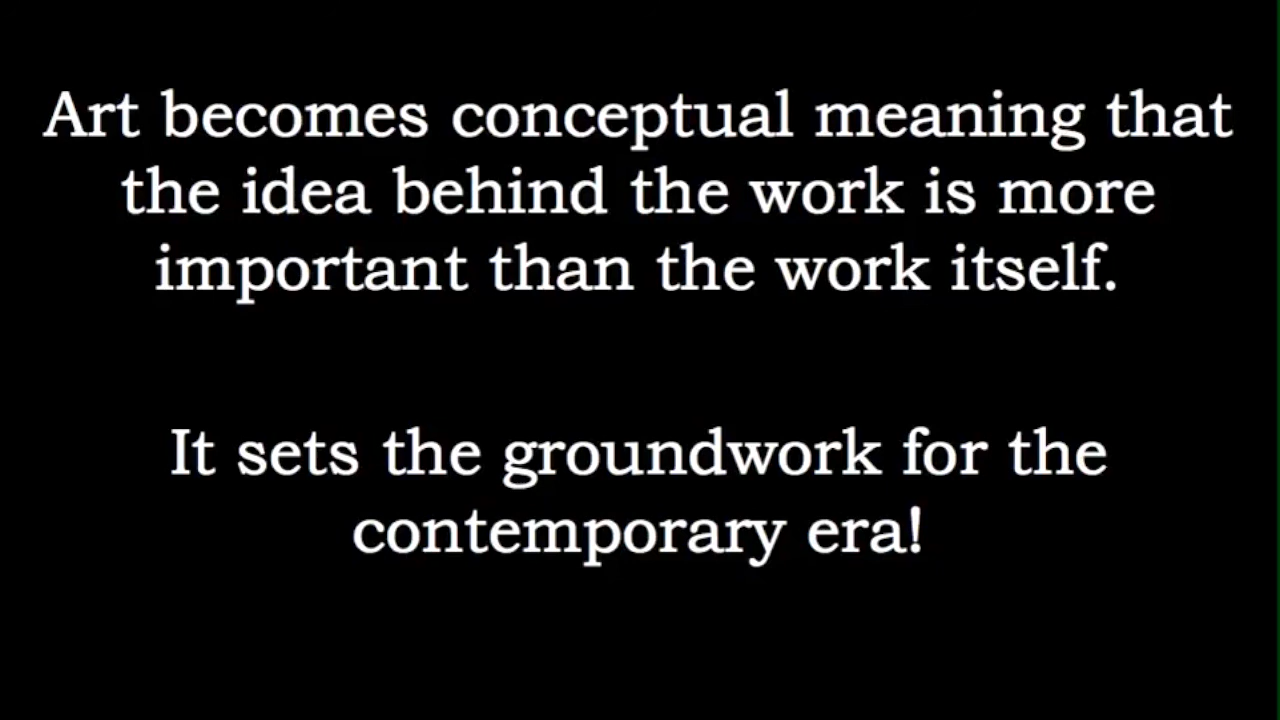 Art becomes conceptual meaning that
the idea behind the work is more
important than the work itself.
It sets the groundwork for the
contemporary era!